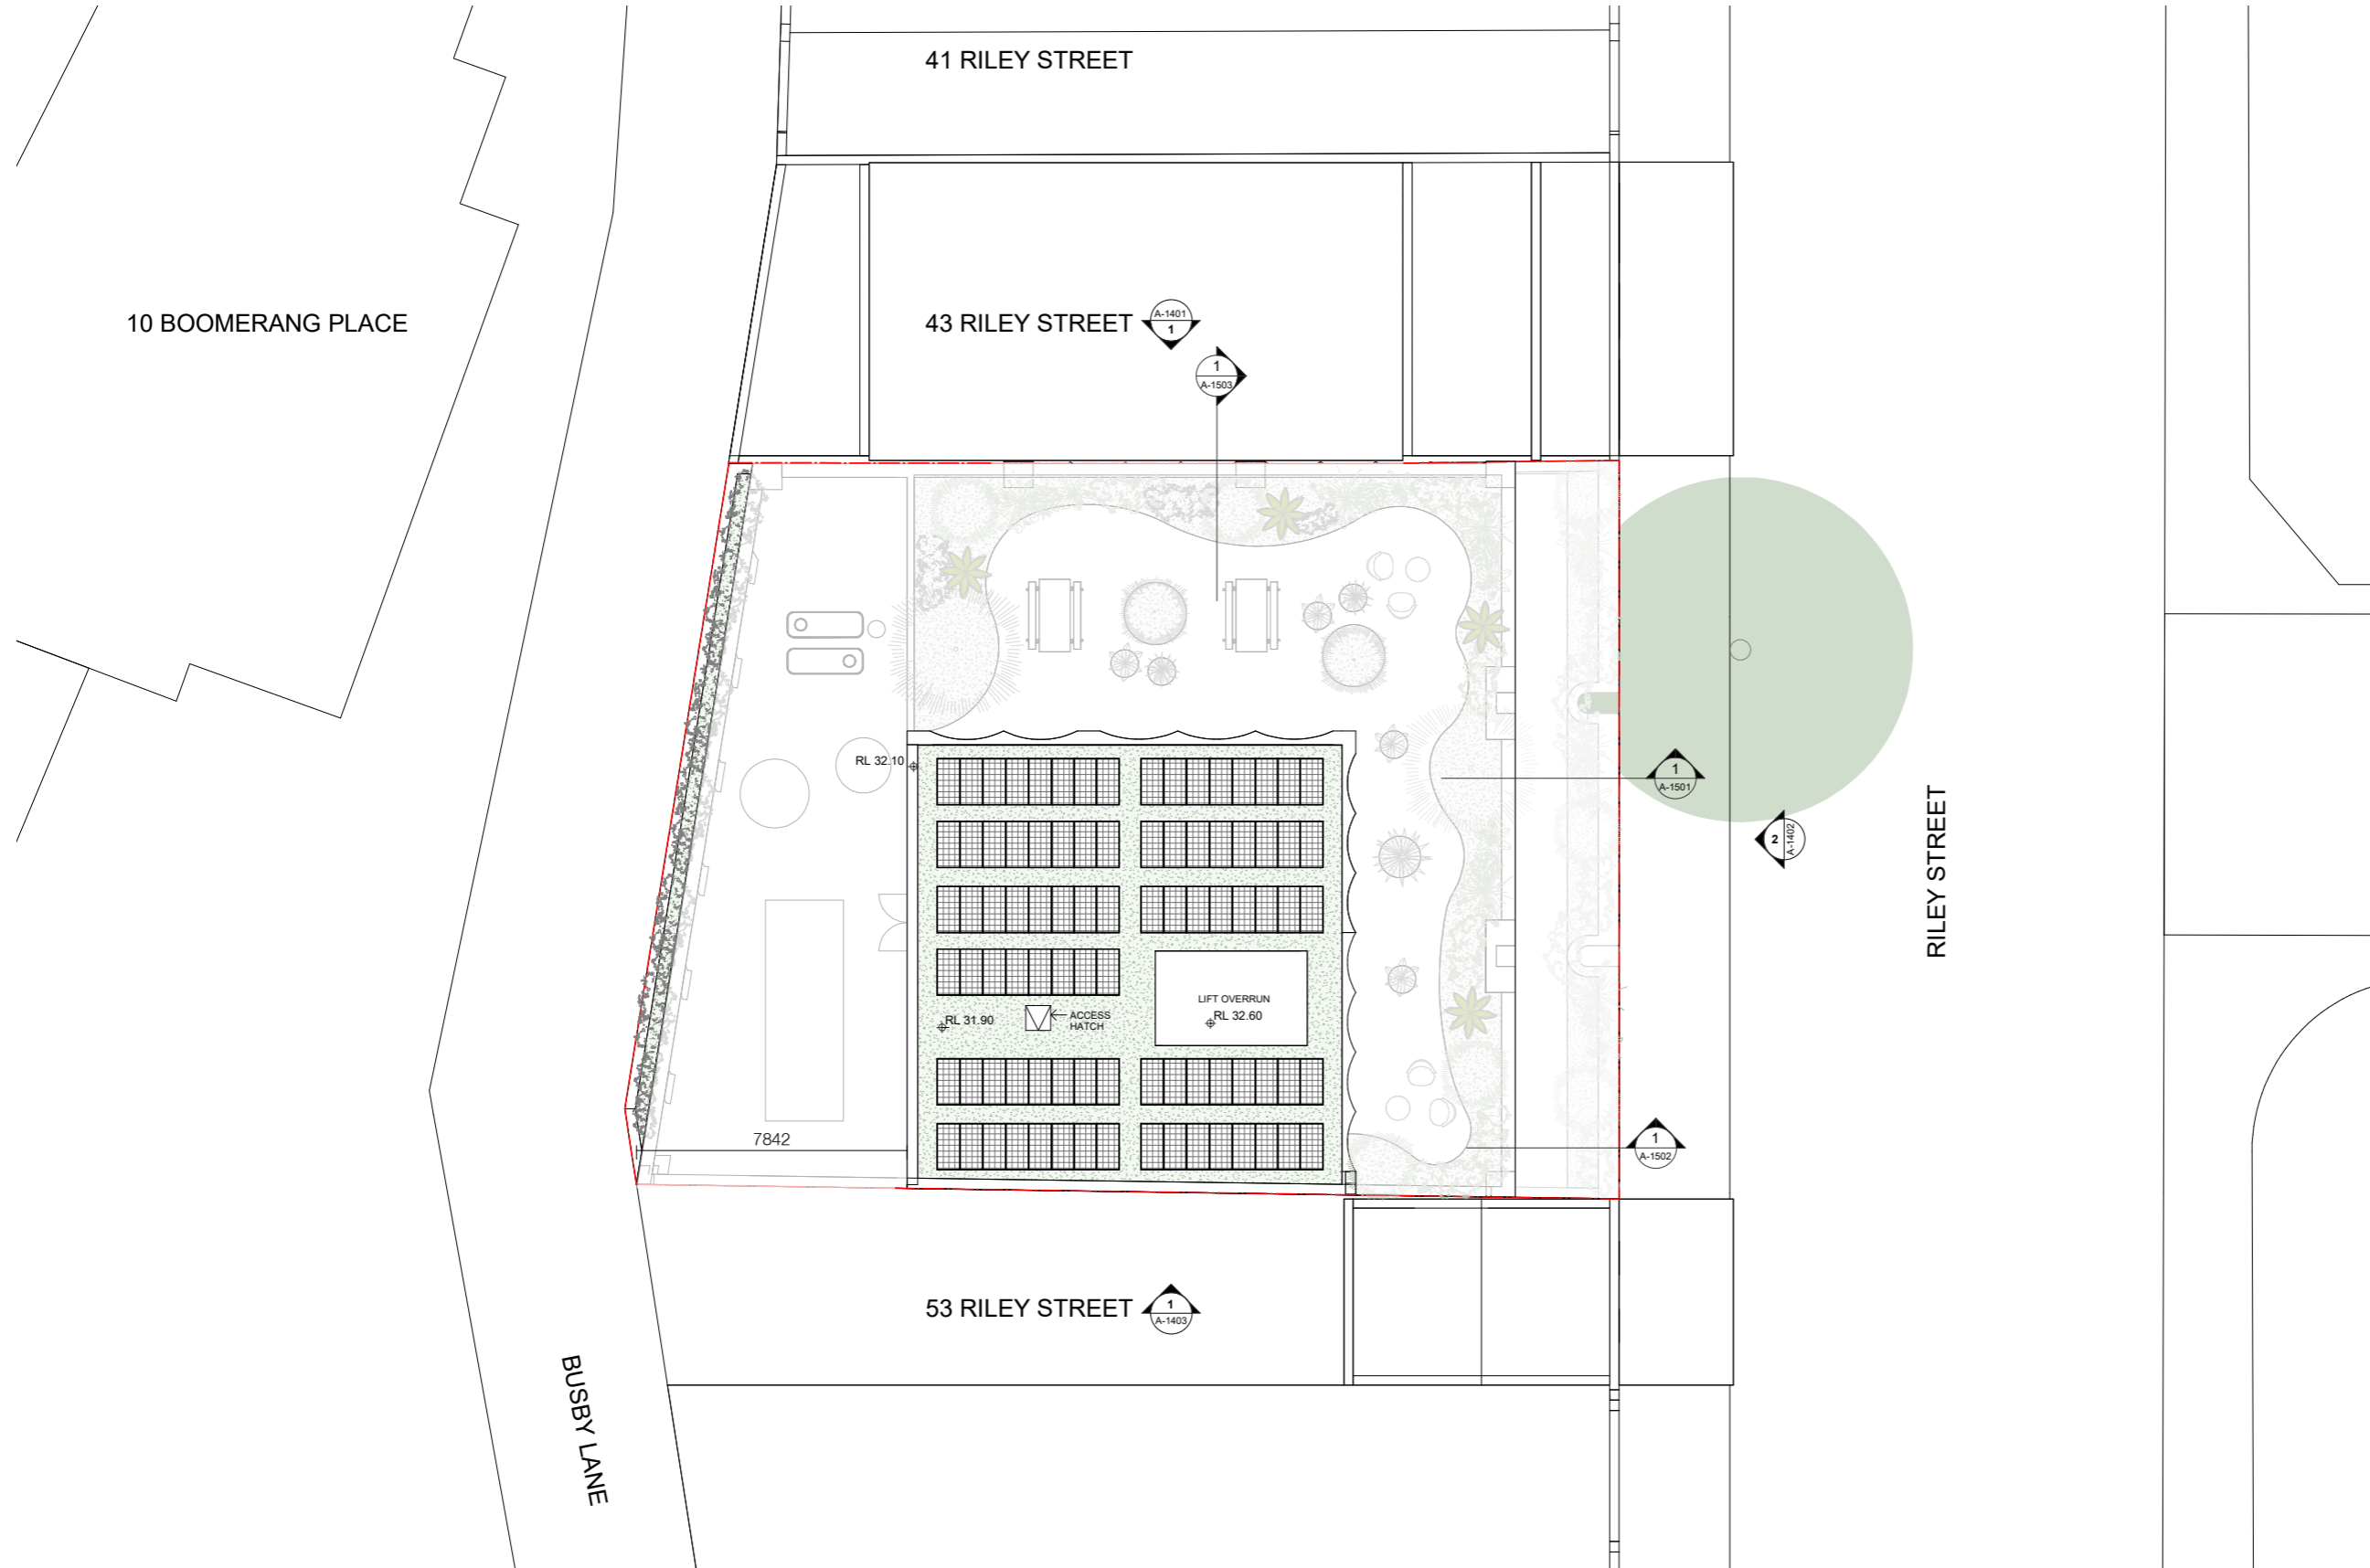 41 RILEY STREET
10 BOOMERANG PLACE
43 RILEY STREET
A-1401
1
1
A-1503
RL 32.10
1
A-1501
2
A-1402
RILEY STREET
LIFT OVERRUN
RL 32.60
RL 31.90
ACCESS
HATCH
7842
1
A-1502
53 RILEY STREET
1
A-1403
BUSBY LANE